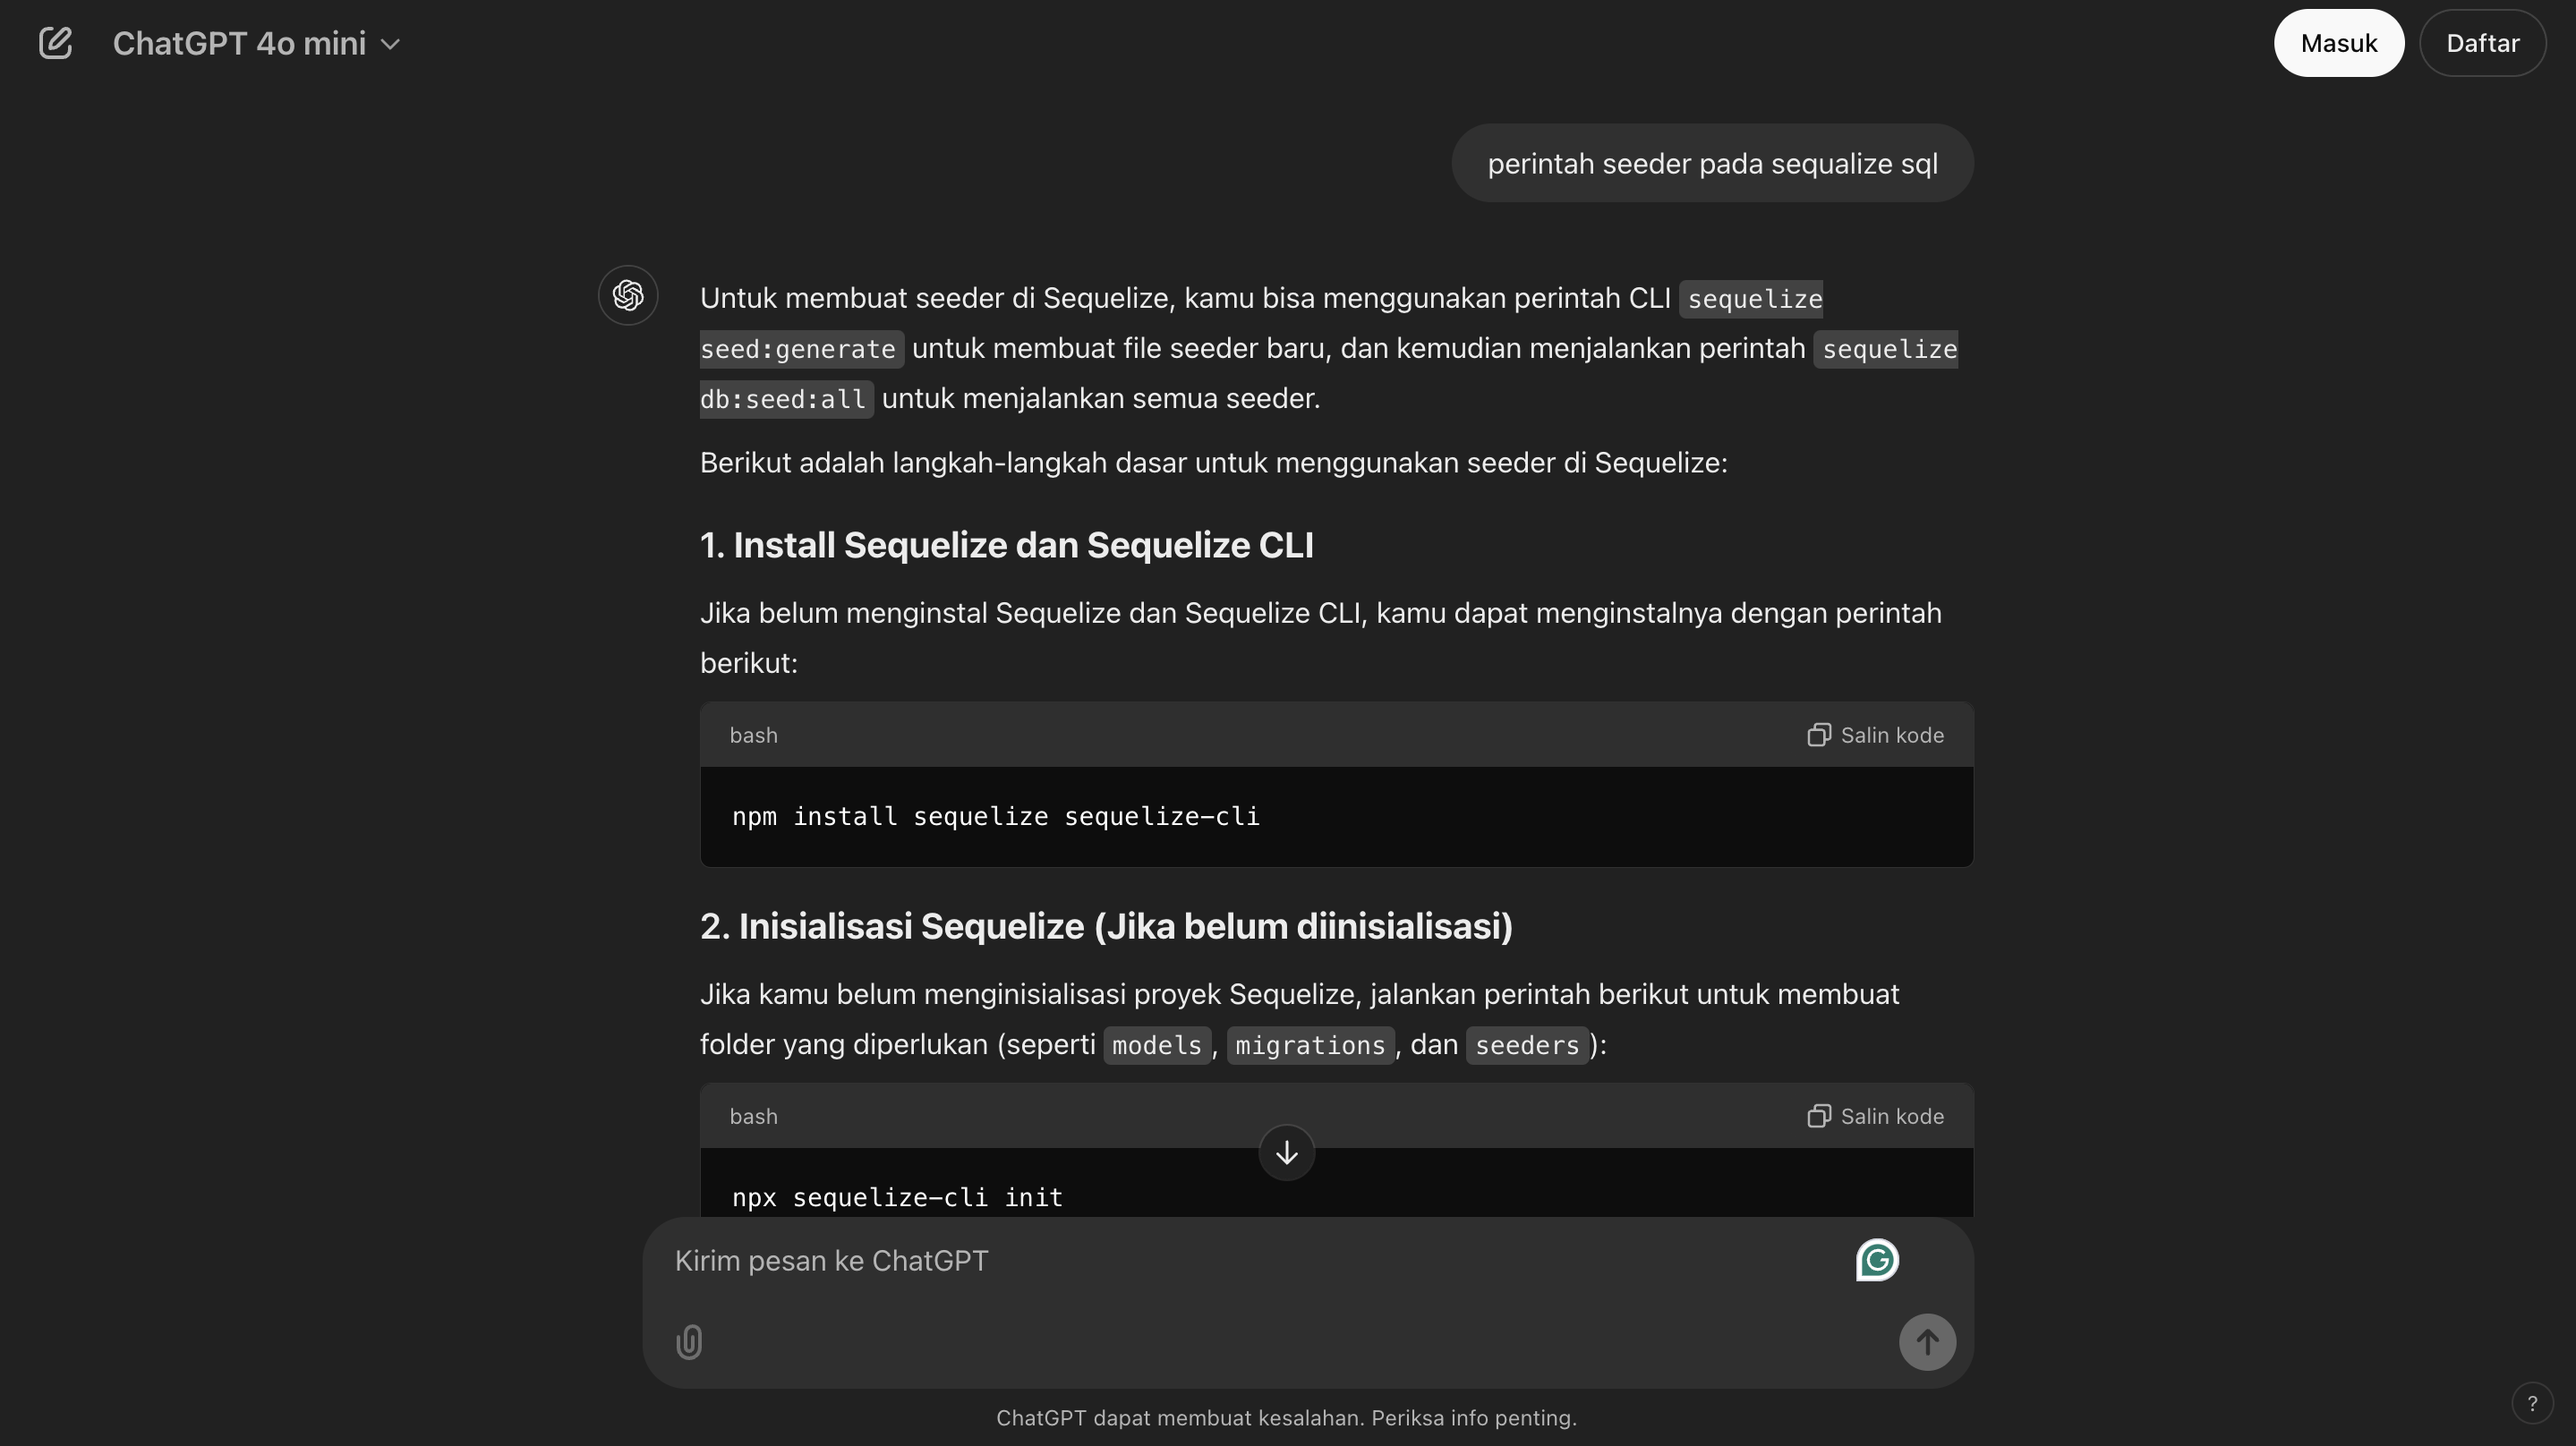 ChatGPT 4o mini
Masuk
Daftar
perintah seeder pada sequalize sql
Untuk membuat seeder di Sequelize, kamu bisa menggunakan perintah CLI sequelize
seed:generate untuk membuat file seeder baru, dan kemudian menjalankan perintah sequelize
db:seed:all untuk menjalankan semua seeder.
Berikut adalah langkah-langkah dasar untuk menggunakan seeder di Sequelize:
1. Install Sequelize dan Sequelize CLI
Jika belum menginstal Sequelize dan Sequelize CLI, kamu dapat menginstalnya dengan perintah
berikut:
bash
Salin kode
npm install sequelize sequelize-cli
2. Inisialisasi Sequelize (Jika belum diinisialisasi)
Jika kamu belum menginisialisasi proyek Sequelize, jalankan perintah berikut untuk membuat
folder yang diperlukan (seperti models, migrations, dan seeders):
bash
Salin kode
npx sequelize-cli init
Kirim pesan ke ChatGPT
ChatGPT dapat membuat kesalahan. Periksa info penting.
?